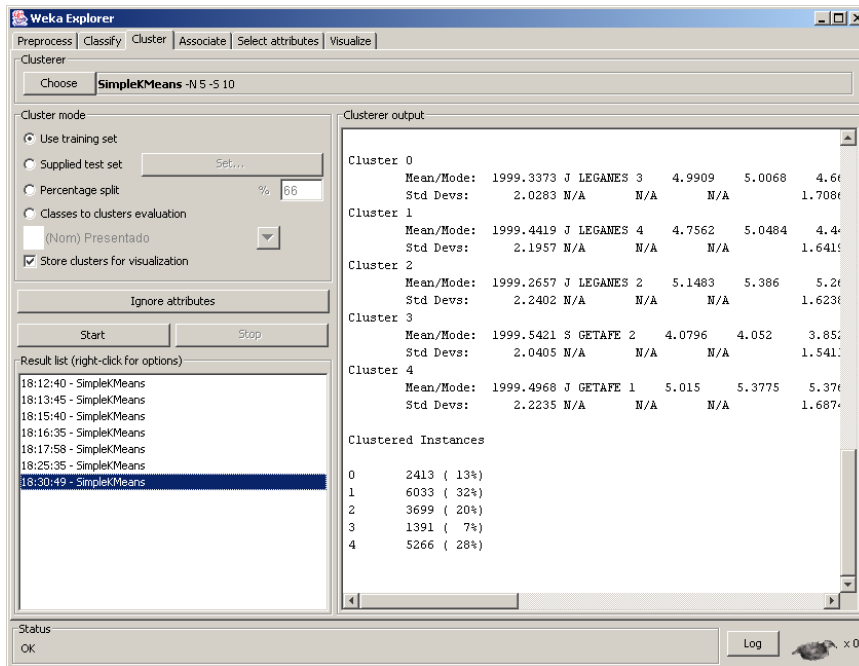 Weka Explorer
Preprocess Classify Cluster Associate Select attributes Visualize
Clusterer
Choose SimpleKMeans -N 5 -S 10
Cluster mode
Use training set
Supplied test set Set...
Percentage split % 66
Classes to clusters evaluation
(Nom) Presentado
Store clusters for visualization
Ignore attributes
Start Stop
Result list (right-click for options)
18:12:40 - SimpleKMeans
18:13:45 - SimpleKMeans
18:15:40 - SimpleKMeans
18:16:35 - SimpleKMeans
18:17:58 - SimpleKMeans
18:25:35 - SimpleKMeans
18:30:49 - SimpleKMeans
Clusterer output
Cluster 0
Mean/Mode: 1999.3373 J LEGANES 3 4.9909 5.0068
Std Devs: 2.0283 N/A N/A N/A
Cluster 1
Mean/Mode: 1999.4419 J LEGANES 4 4.7562 5.0484
Std Devs: 2.1957 N/A N/A N/A
Cluster 2
Mean/Mode: 1999.2657 J LEGANES 2 5.1483 5.386
Std Devs: 2.2402 N/A N/A N/A
Cluster 3
Mean/Mode: 1999.5421 S GETAFE 2 4.0796 4.052
Std Devs: 2.0405 N/A N/A N/A
Cluster 4
Mean/Mode: 1999.4968 J GETAFE 1 5.015 5.3775
Std Devs: 2.2235 N/A N/A N/A
Clustered Instances
0 2413 ( 13%)
1 6033 ( 32%)
2 3699 ( 20%)
3 1391 ( 7%)
4 5266 ( 28%)
Status
OK
Log x 0